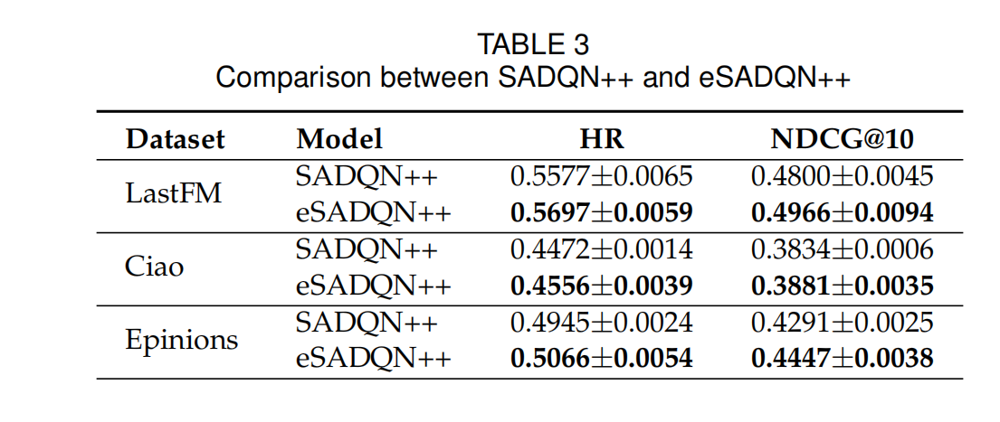 TABLE 3
Comparison between SADQN++ and eSADQN++
Dataset Model HR NDCG@10
LastFM
SADQN++ 0.5577±0.0065 0.4800±0.0045
eSADQN++ 0.5697±0.0059 0.4966±0.0094
Ciao
SADQN++ 0.4472±0.0014 0.3834±0.0006
eSADQN++ 0.4556±0.0039 0.3881±0.0035
Epinions
SADQN++ 0.4945±0.0024 0.4291±0.0025
eSADQN++ 0.5066±0.0054 0.4447±0.0038